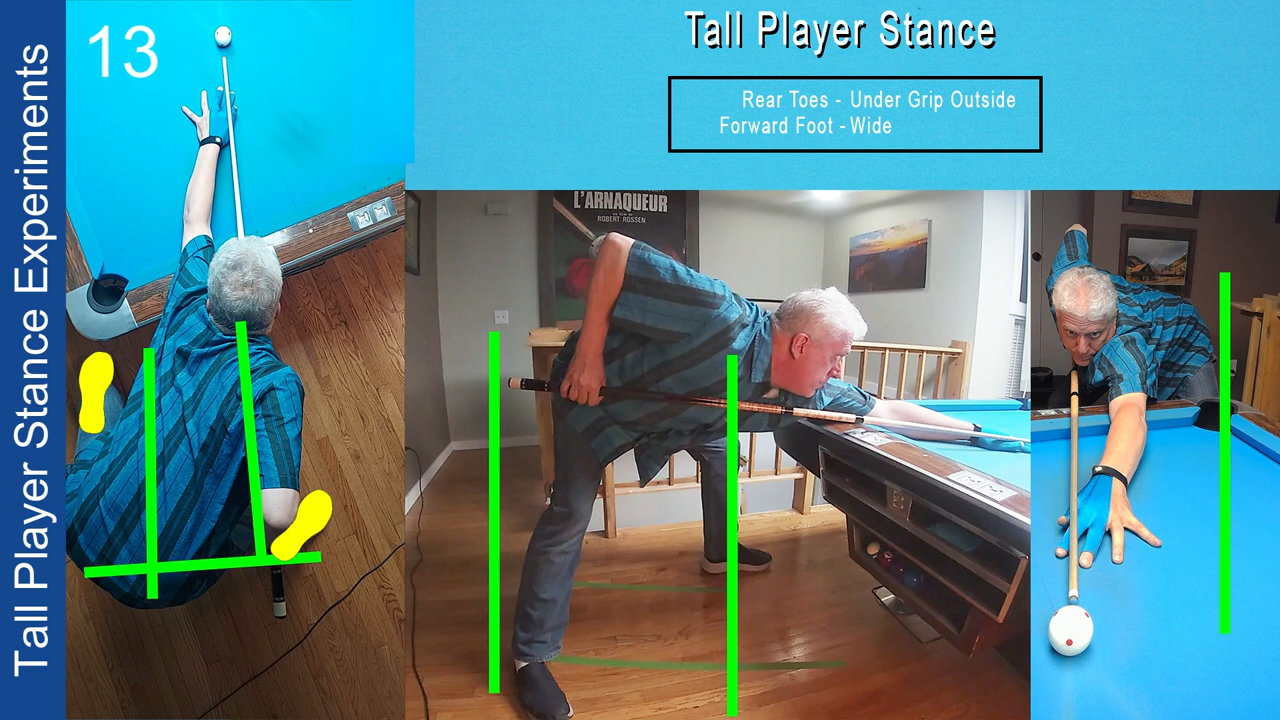 Tall Player Stance Experiments
13
Tall Player Stance
Rear Toes - Under Grip Outside
Forward Foot - Wide
L'ARNAQUEUR
ROBERT ROSSEN